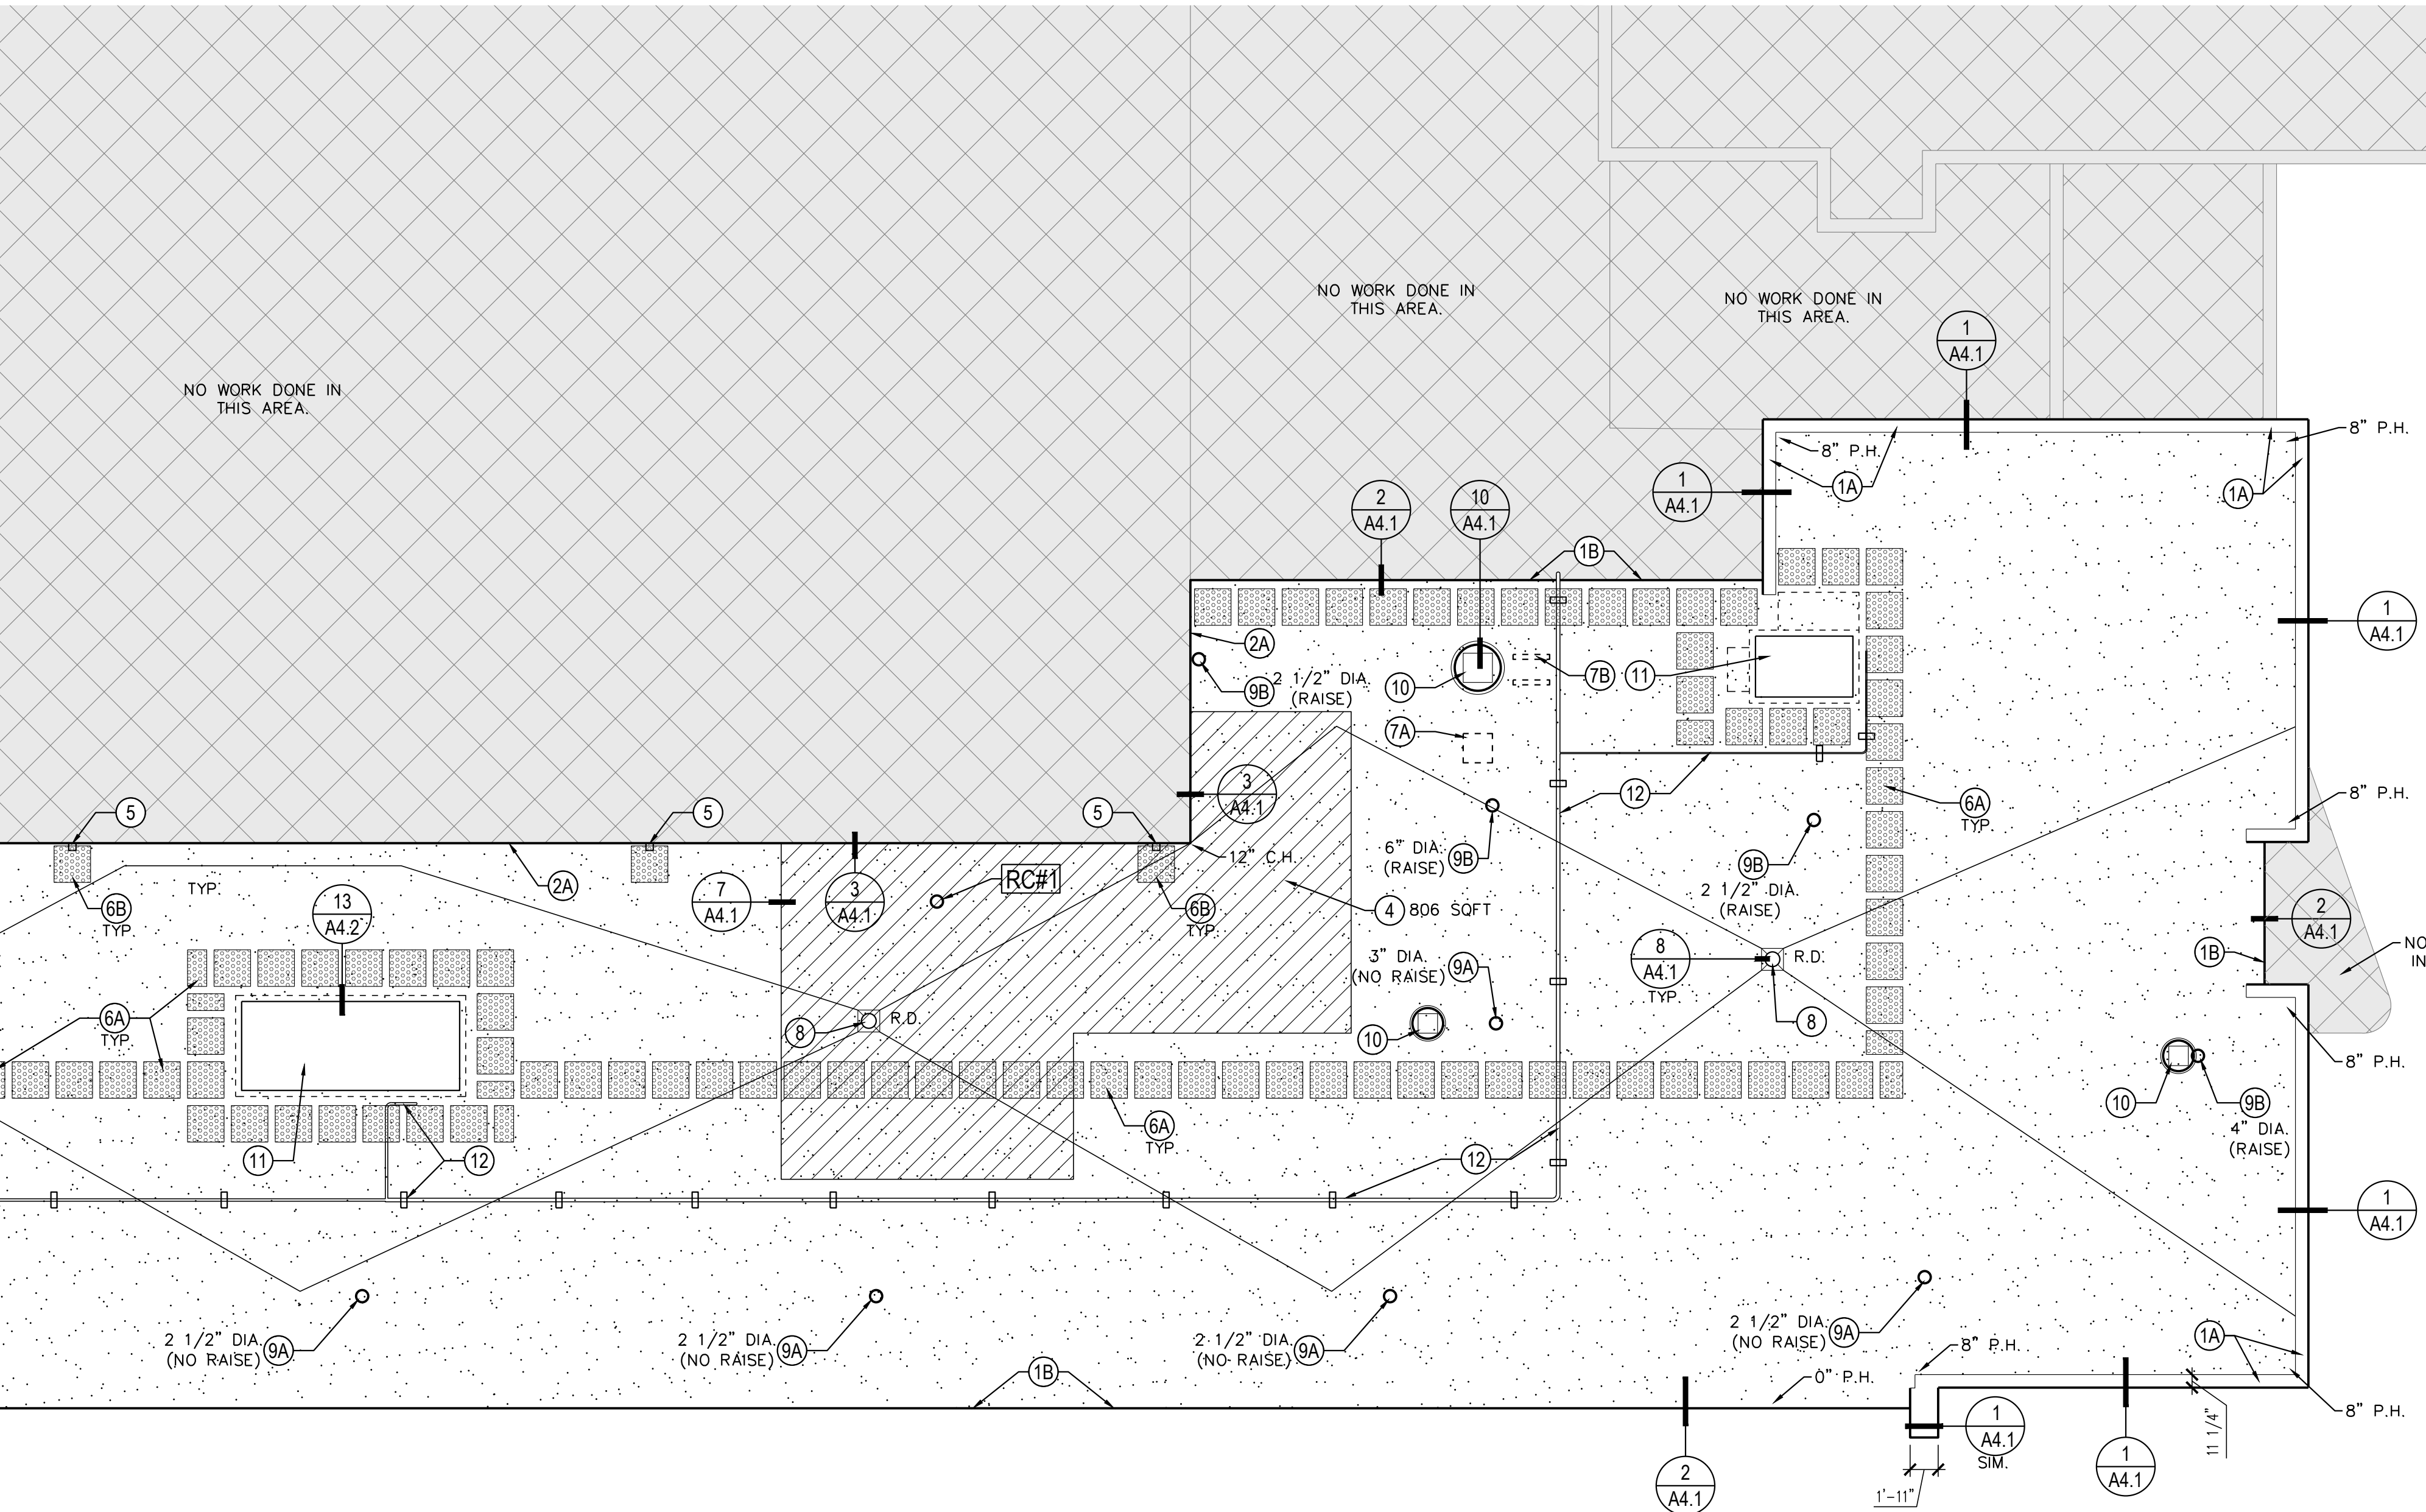 NO WORK DONE IN
THIS AREA.
NO WORK DONE IN
THIS AREA.
1
A4.1
NO WORK DONE IN
THIS AREA.
8" P.H.
8" P.H.
1
A4.1
1A
1A
2
A4.1
10
A4.1
1B
1
A4.1
2A
9B
2 1/2" DIA.
(RAISE)
10
7B
11
7A
3
A4.1
12
6A
TYP.
8" P.H.
5
5
5
6" DIA.
(RAISE)
9B
9B
2 1/2" DIA.
(RAISE)
12" C.H.
RC#1
TYP.
2A
6B
TYP.
13
A4.2
7
A4.1
3
A4.1
6B
TYP.
4
806 SQFT
2
A4.1
1B
NO
IN
3" DIA.
(NO RAISE)
9A
8
A4.1
TYP.
R.D.
8
6A
TYP.
8
R.D.
10
8" P.H.
10
9B
4" DIA.
(RAISE)
6A
TYP.
11
12
12
1
A4.1
2 1/2" DIA.
(NO RAISE)
9A
2 1/2" DIA.
(NO RAISE)
9A
2 1/2" DIA.
(NO RAISE)
9A
2 1/2" DIA.
(NO RAISE)
9A
1A
1B
8" P.H.
0" P.H.
8" P.H.
1
A4.1
SIM.
11 1/4"
2
A4.1
1
A4.1
1'-11"